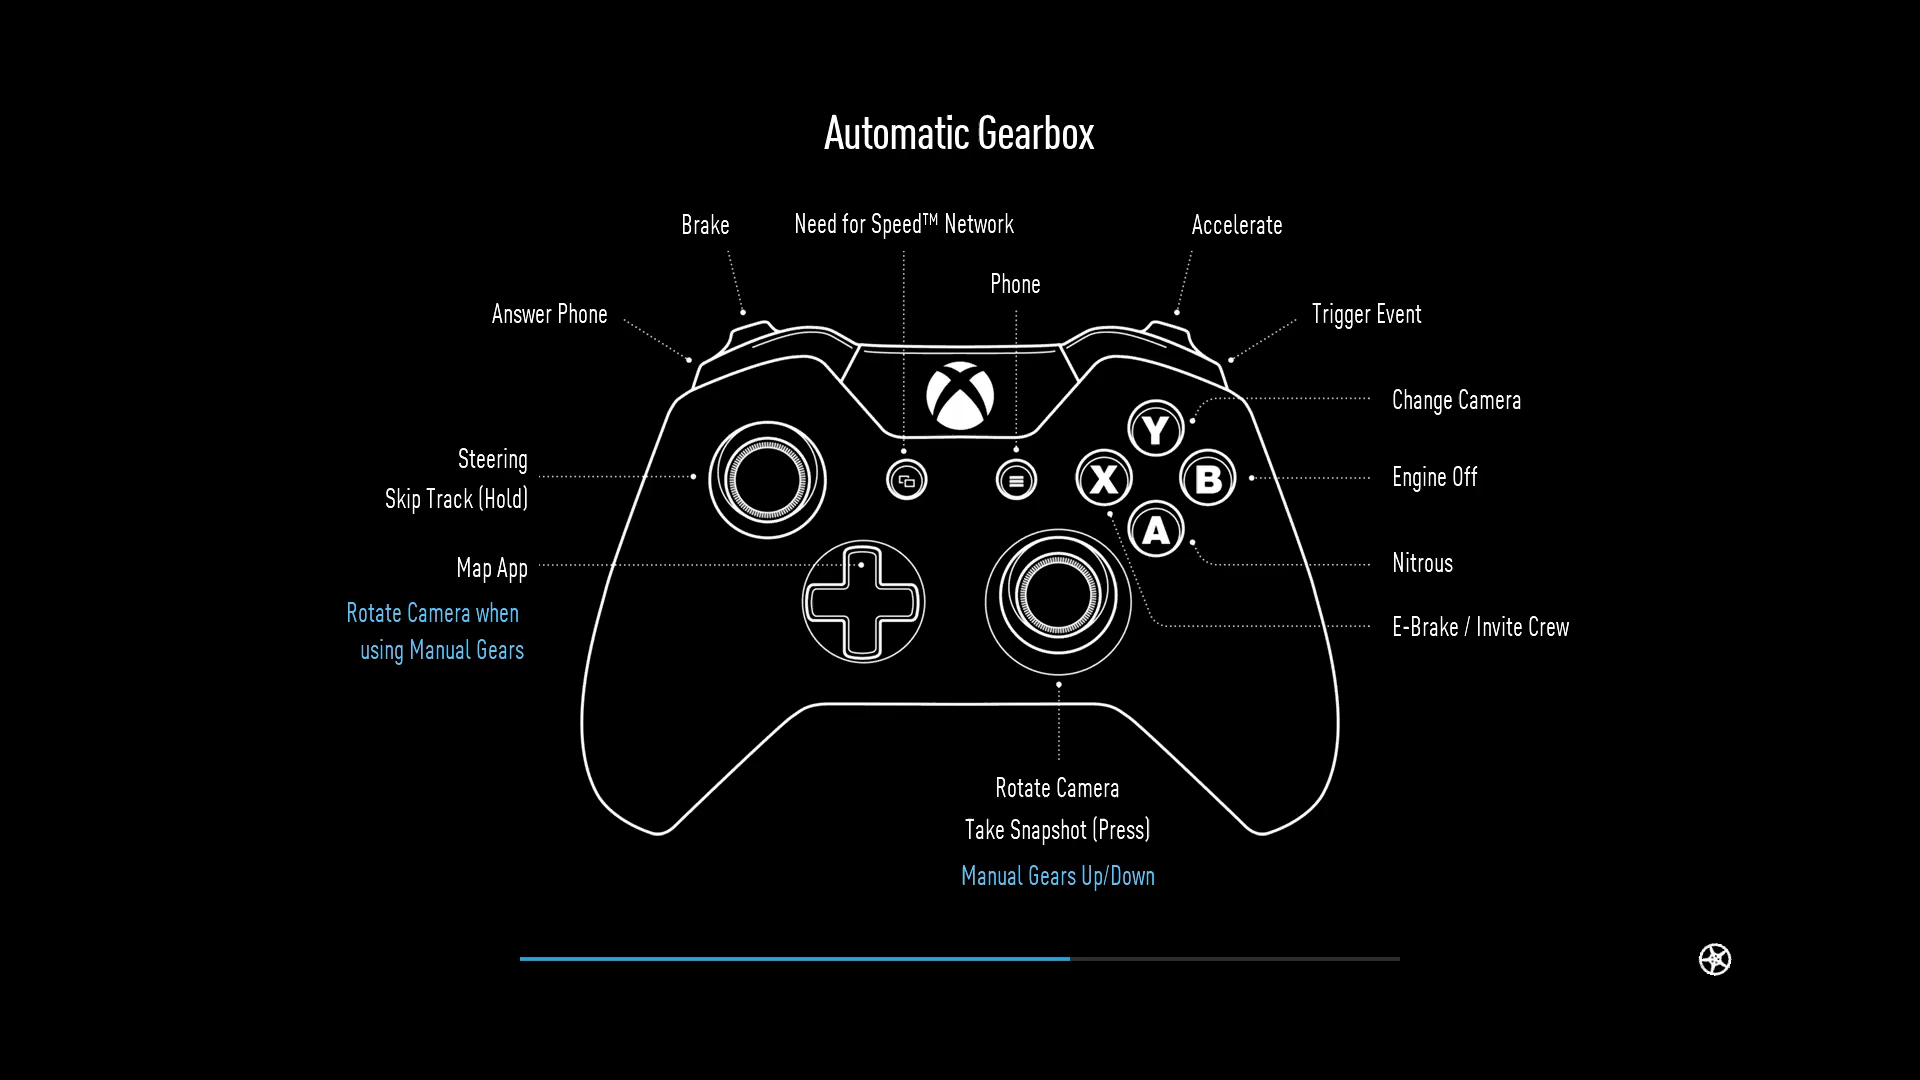 Automatic Gearbox
Brake
Need for Speed™ Network
Accelerate
Phone
Answer Phone
Trigger Event
Change Camera
Y
Steering
Skip Track (Hold)
X
B
Engine Off
A
Nitrous
Map App
Rotate Camera when
using Manual Gears
E-Brake / Invite Crew
Rotate Camera
Take Snapshot (Press)
Manual Gears Up/Down